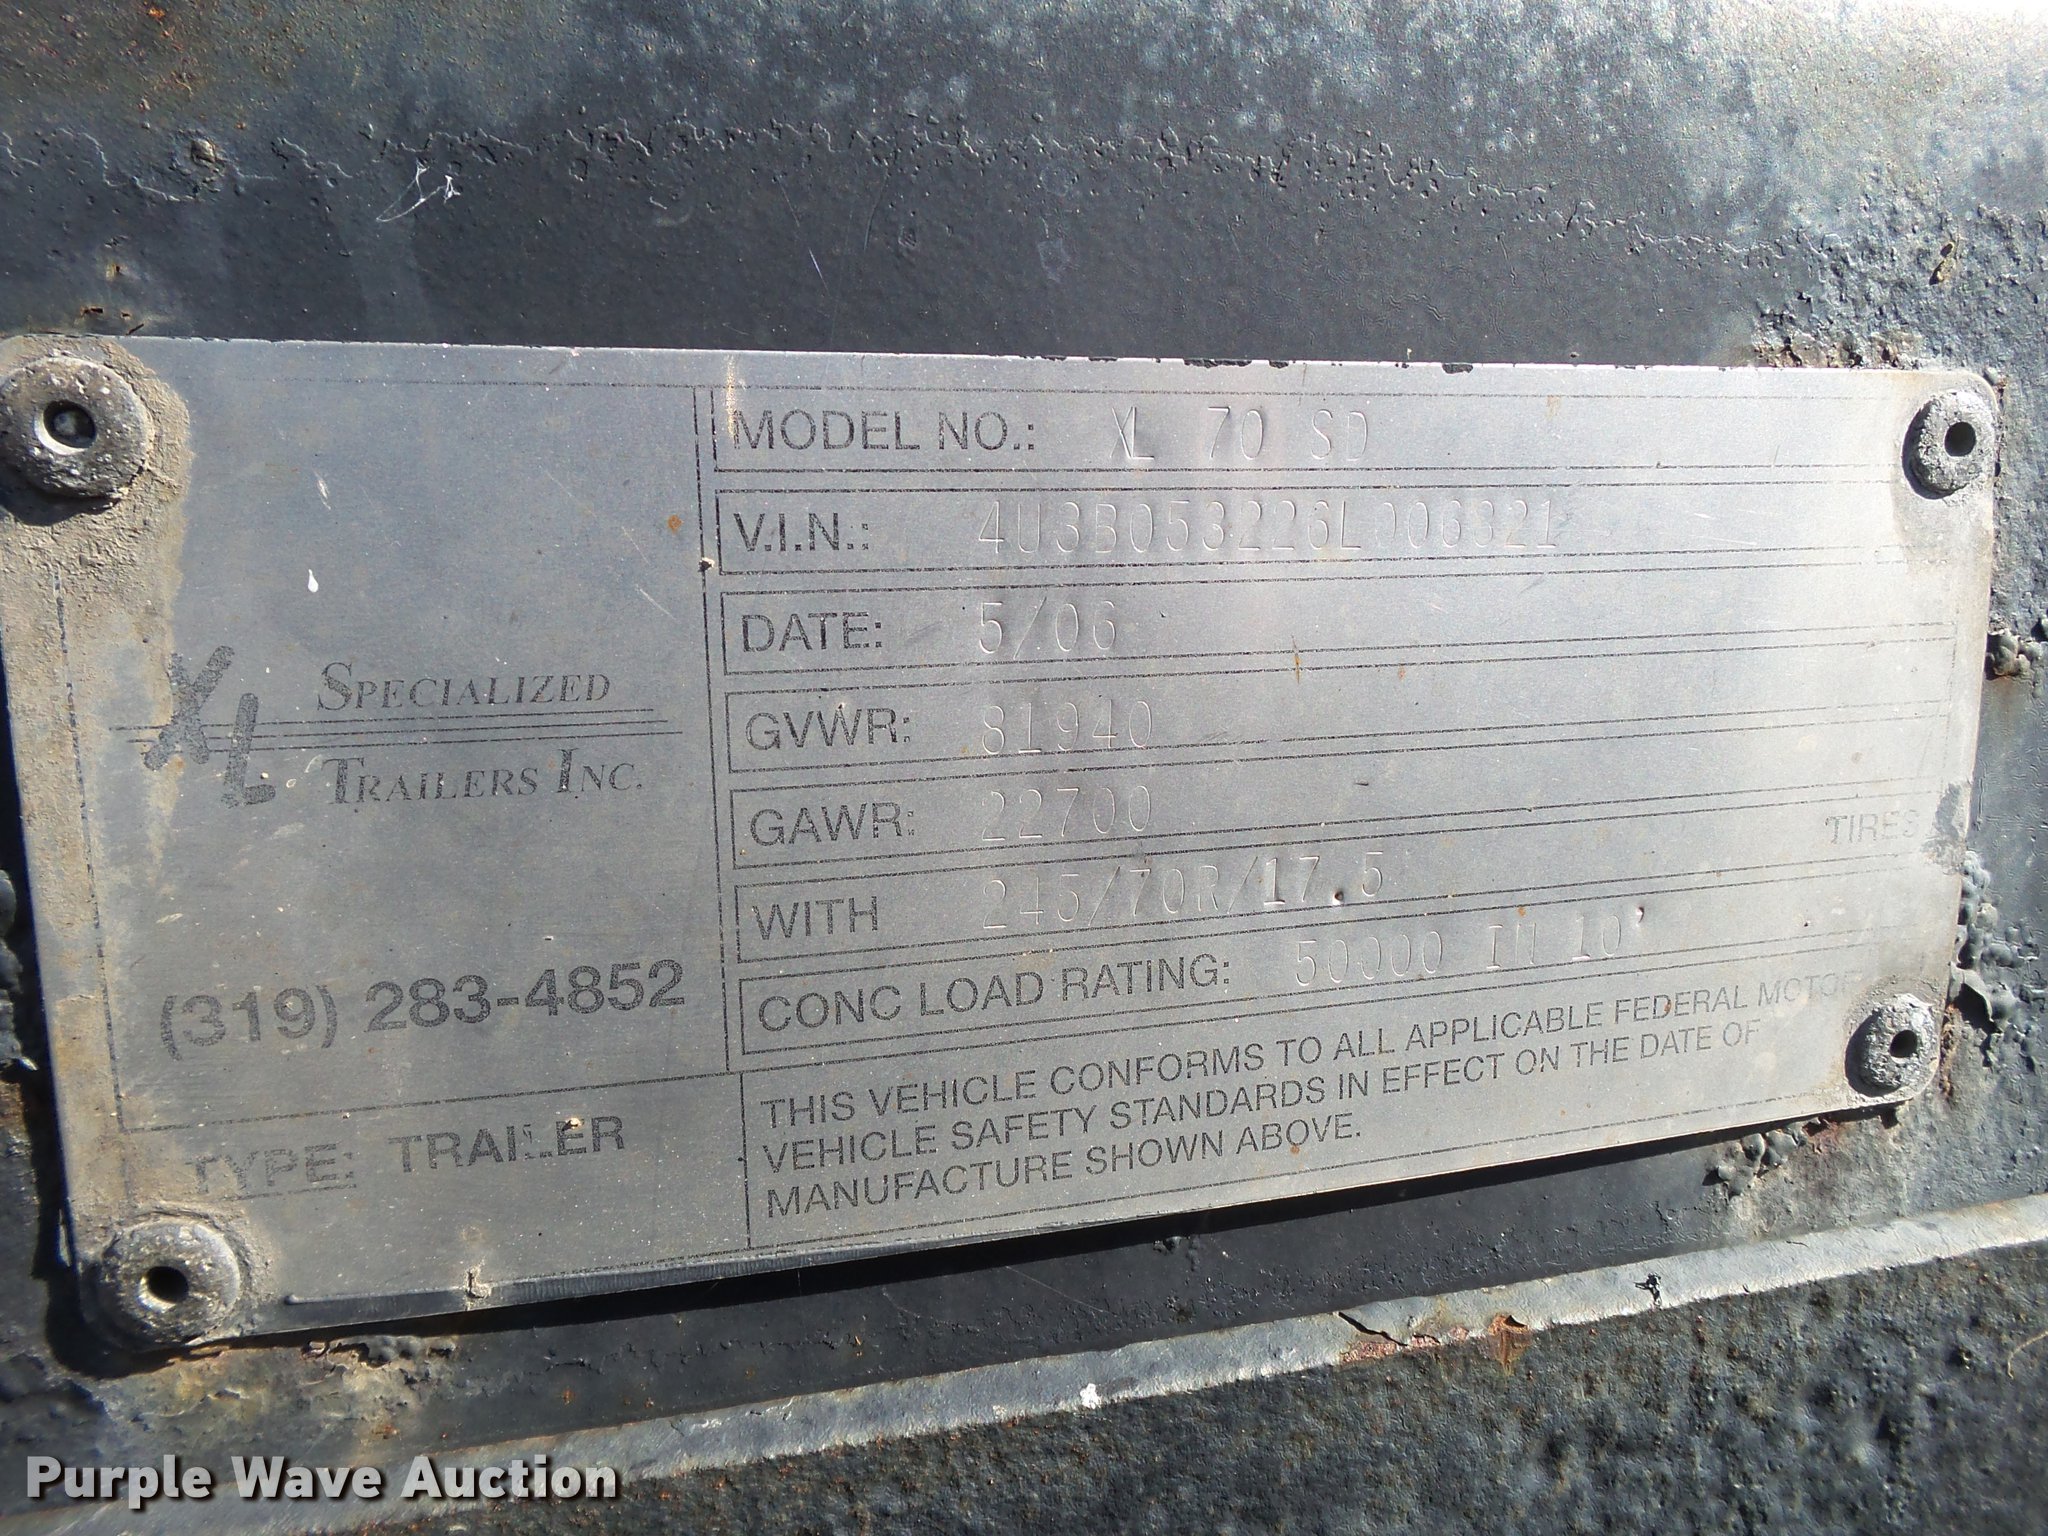 MODEL NO.: XL 70 SD
V.I.N.: 4U3B053226L006321
DATE: 5/06
GVWR: 81940
GAWR: 22700
WITH 245/70R/17.5 TIRES
CONC LOAD RATING: 50000 IN 10'
THIS VEHICLE CONFORMS TO ALL APPLICABLE FEDERAL MOTOR
VEHICLE SAFETY STANDARDS IN EFFECT ON THE DATE OF
MANUFACTURE SHOWN ABOVE.
XL SPECIALIZED
TRAILERS INC.
(319) 283-4852
TYPE: TRAILER
Purple Wave Auction